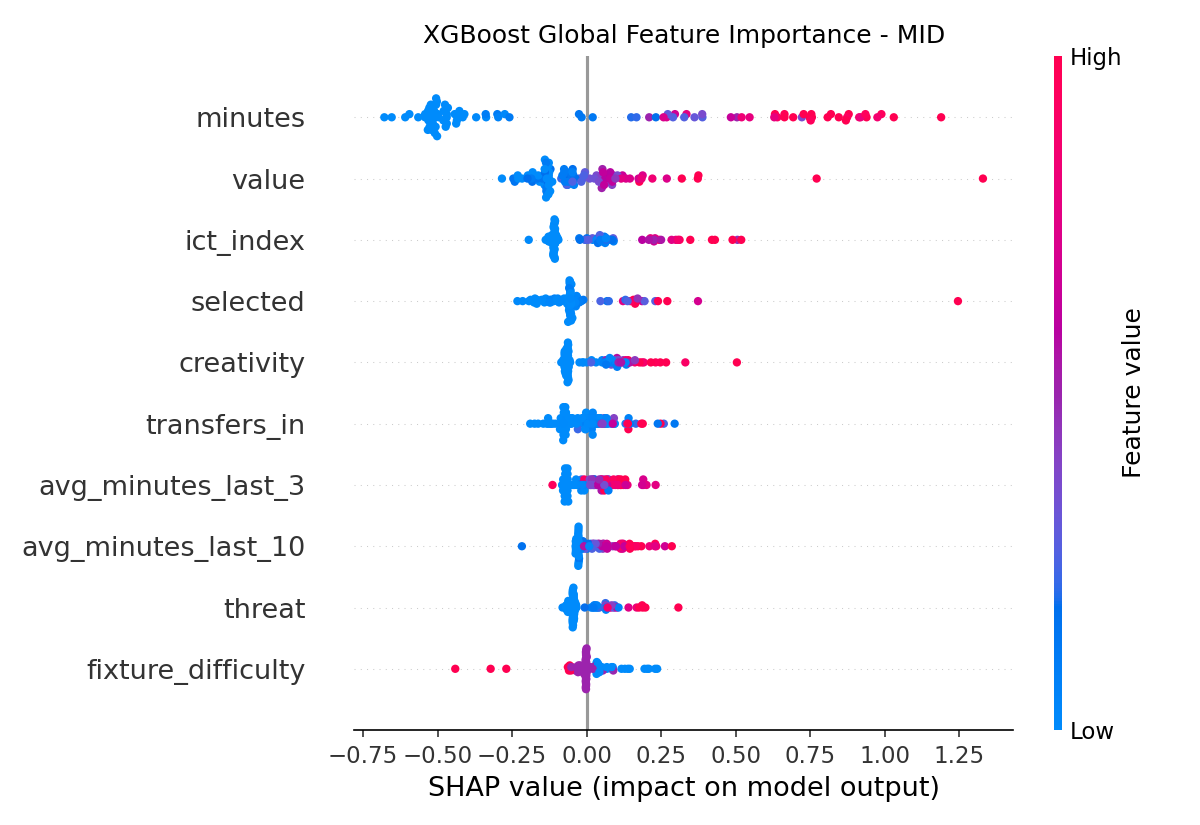 XGBoost Global Feature Importance - MID
High
minutes
value
ict_index
selected
creativity
transfers_in
avg_minutes_last_3
avg_minutes_last_10
threat
fixture_difficulty
Feature value
Low
−0.75 −0.50 −0.25 0.00 0.25 0.50 0.75 1.00 1.25
SHAP value (impact on model output)